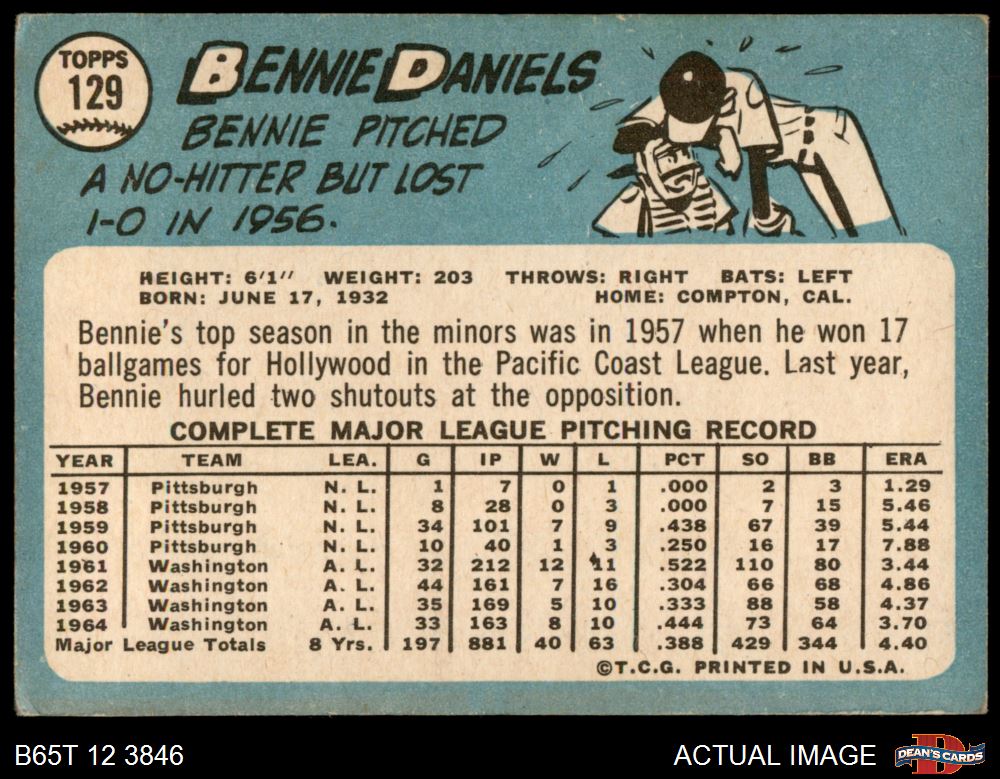 TOPPS
129
BENNIE DANIELS
BENNIE PITCHED
A NO-HITTER BUT LOST
1-0 IN 1956.
HEIGHT: 6'1" WEIGHT: 203 THROWS: RIGHT BATS: LEFT
BORN: JUNE 17, 1932 HOME: COMPTON, CAL.
Bennie's top season in the minors was in 1957 when he won 17
ballgames for Hollywood in the Pacific Coast League. Last year,
Bennie hurled two shutouts at the opposition.
COMPLETE MAJOR LEAGUE PITCHING RECORD
YEAR TEAM LEA. G IP W L PCT SO BB ERA
1957 Pittsburgh N. L. 1 7 0 1 .000 2 3 1.29
1958 Pittsburgh N. L. 8 28 0 3 .000 7 15 5.46
1959 Pittsburgh N. L. 34 101 7 9 .438 67 39 5.44
1960 Pittsburgh N. L. 10 40 1 3 .250 16 17 7.88
1961 Washington A. L. 32 212 12 11 .522 110 80 3.44
1962 Washington A. L. 44 161 7 16 .304 66 68 4.86
1963 Washington A. L. 35 169 5 10 .333 88 58 4.37
1964 Washington A. L. 33 163 8 10 .444 73 64 3.70
Major League Totals 8 Yrs. 197 881 40 63 .388 429 344 4.40
©T.C.G. PRINTED IN U.S.A.
B65T 12 3846 ACTUAL IMAGE DEAN'S CARDS